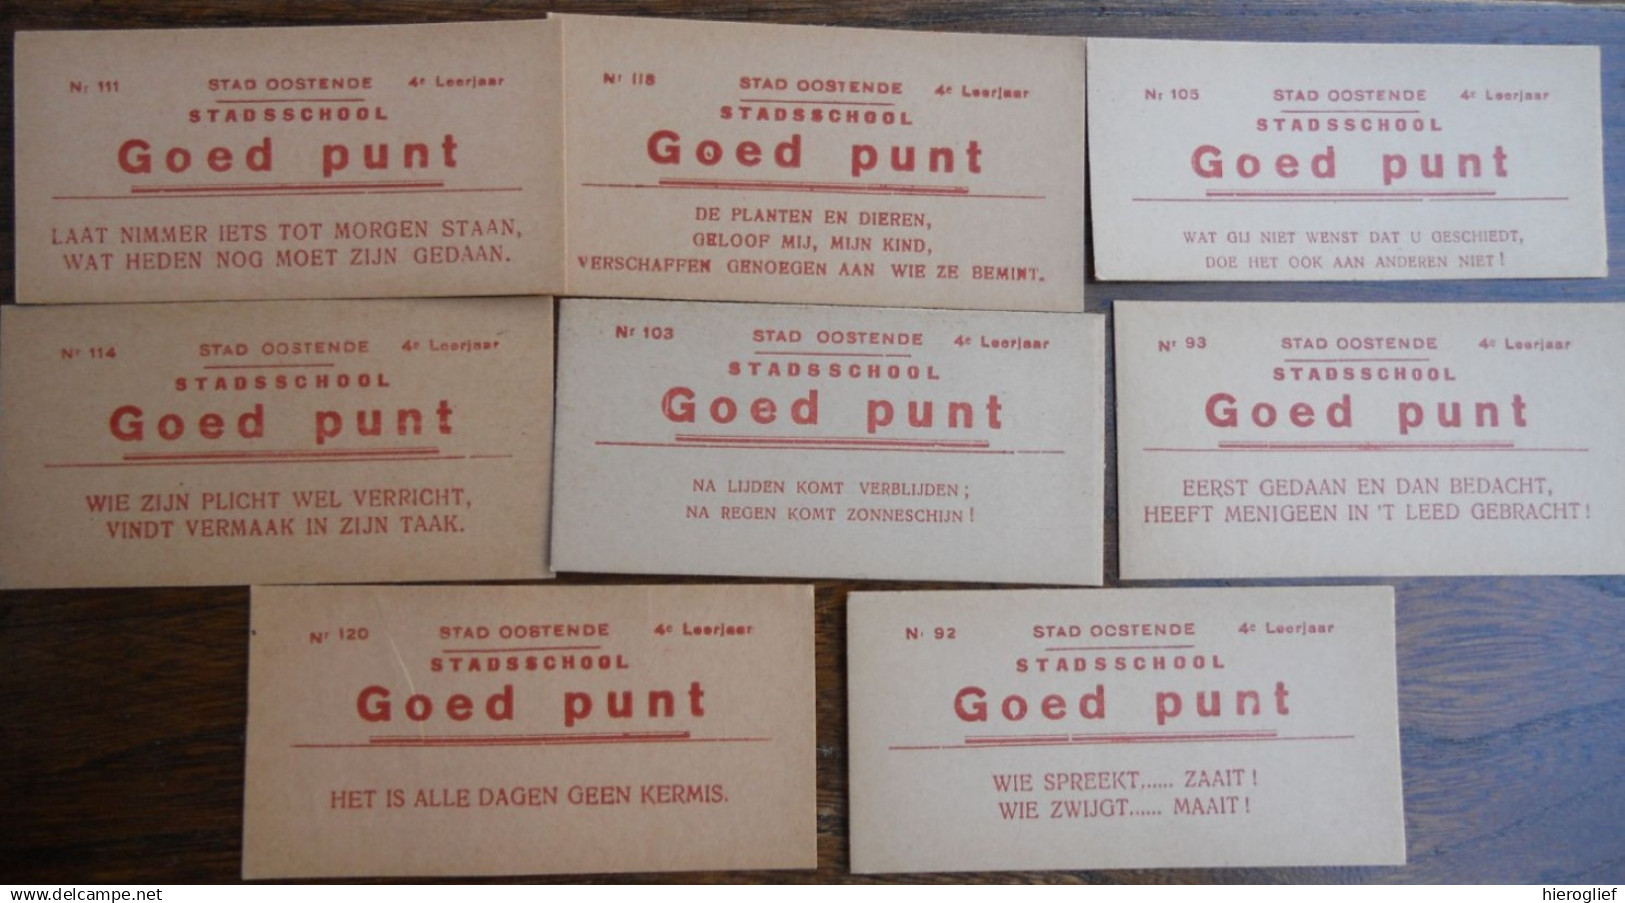 Nr 111 STAD OOSTENDE 4e Leerjaar
STADSSCHOOL
Goed punt
LAAT NIMMER IETS TOT MORGEN STAAN,
WAT HEDEN NOG MOET ZIJN GEDAAN.
Nr 118 STAD OOSTENDE 4e Leerjaar
STADSSCHOOL
Goed punt
DE PLANTEN EN DIEREN,
GELOOF MIJ, MIJN KIND,
VERSCHAFFEN GENOEGEN AAN WIE ZE BEMINT.
Nr 105 STAD OOSTENDE 4e Leerjaar
STADSSCHOOL
Goed punt
WAT GIJ NIET WENST DAT U GESCHIEDT,
DOE HET OOK AAN ANDEREN NIET !
Nr 114 STAD OOSTENDE 4e Leerjaar
STADSSCHOOL
Goed punt
WIE ZIJN PLICHT WEL VERRICHT,
VINDT VERMAAK IN ZIJN TAAK.
Nr 103 STAD OOSTENDE 4e Leerjaar
STADSSCHOOL
Goed punt
NA LIJDEN KOMT VERBLIJDEN ;
NA REGEN KOMT ZONNESCHIJN !
Nr 93 STAD OOSTENDE 4e Leerjaar
STADSSCHOOL
Goed punt
EERST GEDAAN EN DAN BEDACHT,
HEEFT MENIGEEN IN 'T LEED GEBRACHT !
Nr 120 STAD OOSTENDE 4e Leerjaar
STADSSCHOOL
Goed punt
HET IS ALLE DAGEN GEEN KERMIS.
Nr 92 STAD OOSTENDE 4e Leerjaar
STADSSCHOOL
Goed punt
WIE SPREEKT...... ZAAIT !
WIE ZWIJGT...... MAAIT !
delcampe.net
hieroglief